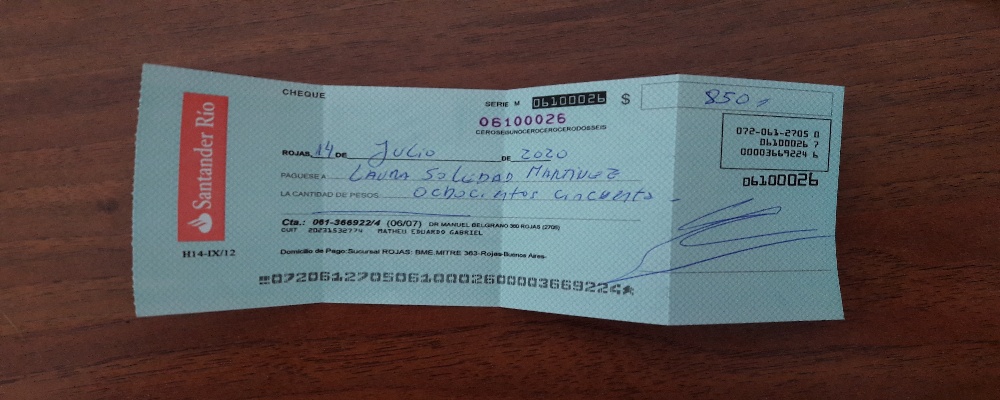 CHEQUE
SERIE M 06100026 $ 850,-
06100026
CEROSEISUNOCEROCEROCERODOSSEIS
072-061-2705 A
06100026 7
00003669224 6
06100026
ROJAS, 14 DE JULIO DE 2020
PAGUESE A LAURA SOLEDAD MARTINEZ
LA CANTIDAD DE PESOS OCHOCIENTOS CINCUENTA -
Cta.: 061-366922/4 (06/07) DR MANUEL BELGRANO 360 ROJAS (2705)
CUIT 20231532774 MATHEU EDUARDO GABRIEL
Domicilio de Pago:Sucursal ROJAS: BME.MITRE 363-Rojas-Buenos Aires-
07206127050610002600003669224
Santander Río
H14-IX/12